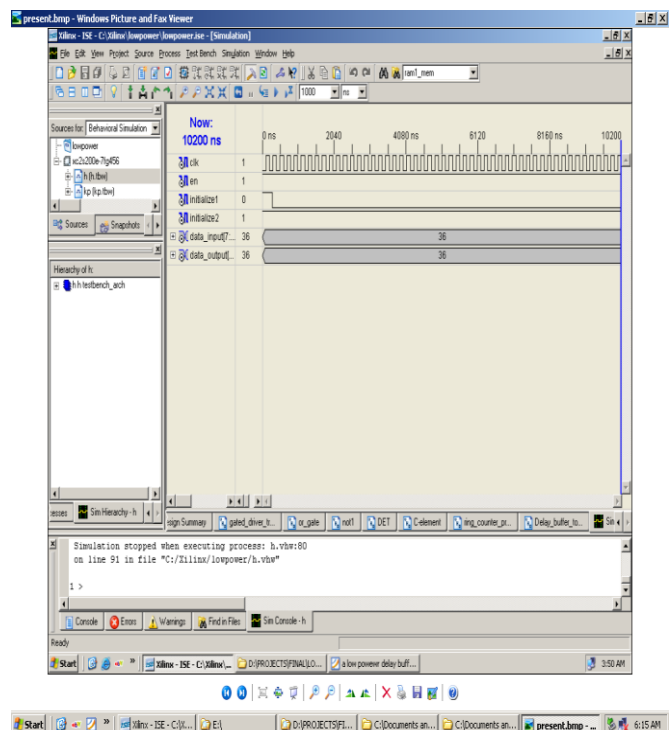 present.bmp - Windows Picture and Fax Viewer
Xilinx - ISE - C:\Xilinx\lowpower\lowpower.ise - [Simulation]
File Edit View Project Source Process Test Bench Simulation Window Help
ram1_mem
1000 ns
Sources for: Behavioral Simulation
lowpower
xc2s200e-7fg456
h (h.tbw)
kp (kp.tbw)
Sources Snapshots
Hierarchy of h:
h h testbench_arch
esses Sim Hierarchy - h
Now:
10200 ns
0 ns 2040 4080 ns 6120 8160 ns 10200
clk 1
en 1
initialize1 0
initialize2 1
data_input[7:... 36 36
data_output[... 36 36
esign Summary gated_driver_tr... or_gate not1 DET C-element ring_counter_pr... Delay_buffer_to... Sin
Simulation stopped when executing process: h.vhw:80
on line 91 in file "C:/Xilinx/lowpower/h.vhw"
1 >
Console Errors Warnings Find in Files Sim Console - h
Ready
Start Xilinx - ISE - C:\Xilinx\... D:\PROJECTS\FINAL\LO... a low powewr delay buff... 3:50 AM
Start Xilinx - ISE - C:\X... E:\ D:\PROJECTS\FI... C:\Documents an... C:\Documents an... present.bmp - ... 6:15 AM